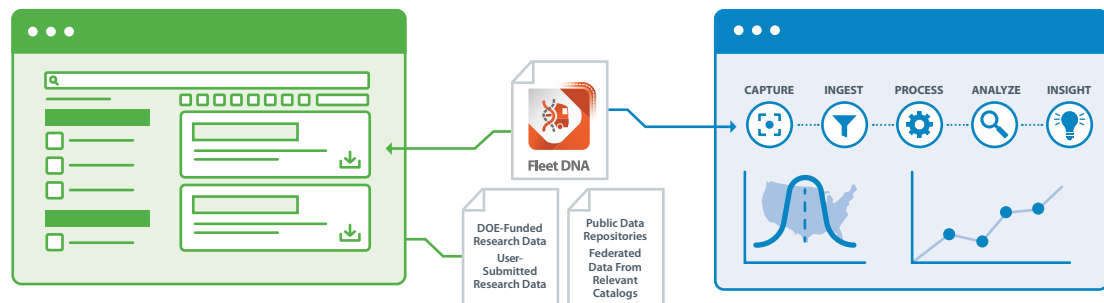 CAPTURE
INGEST
PROCESS
ANALYZE
INSIGHT
Fleet DNA
DOE-Funded
Research Data
User-
Submitted
Research Data
Public Data
Repositories
Federated
Data From
Relevant
Catalogs